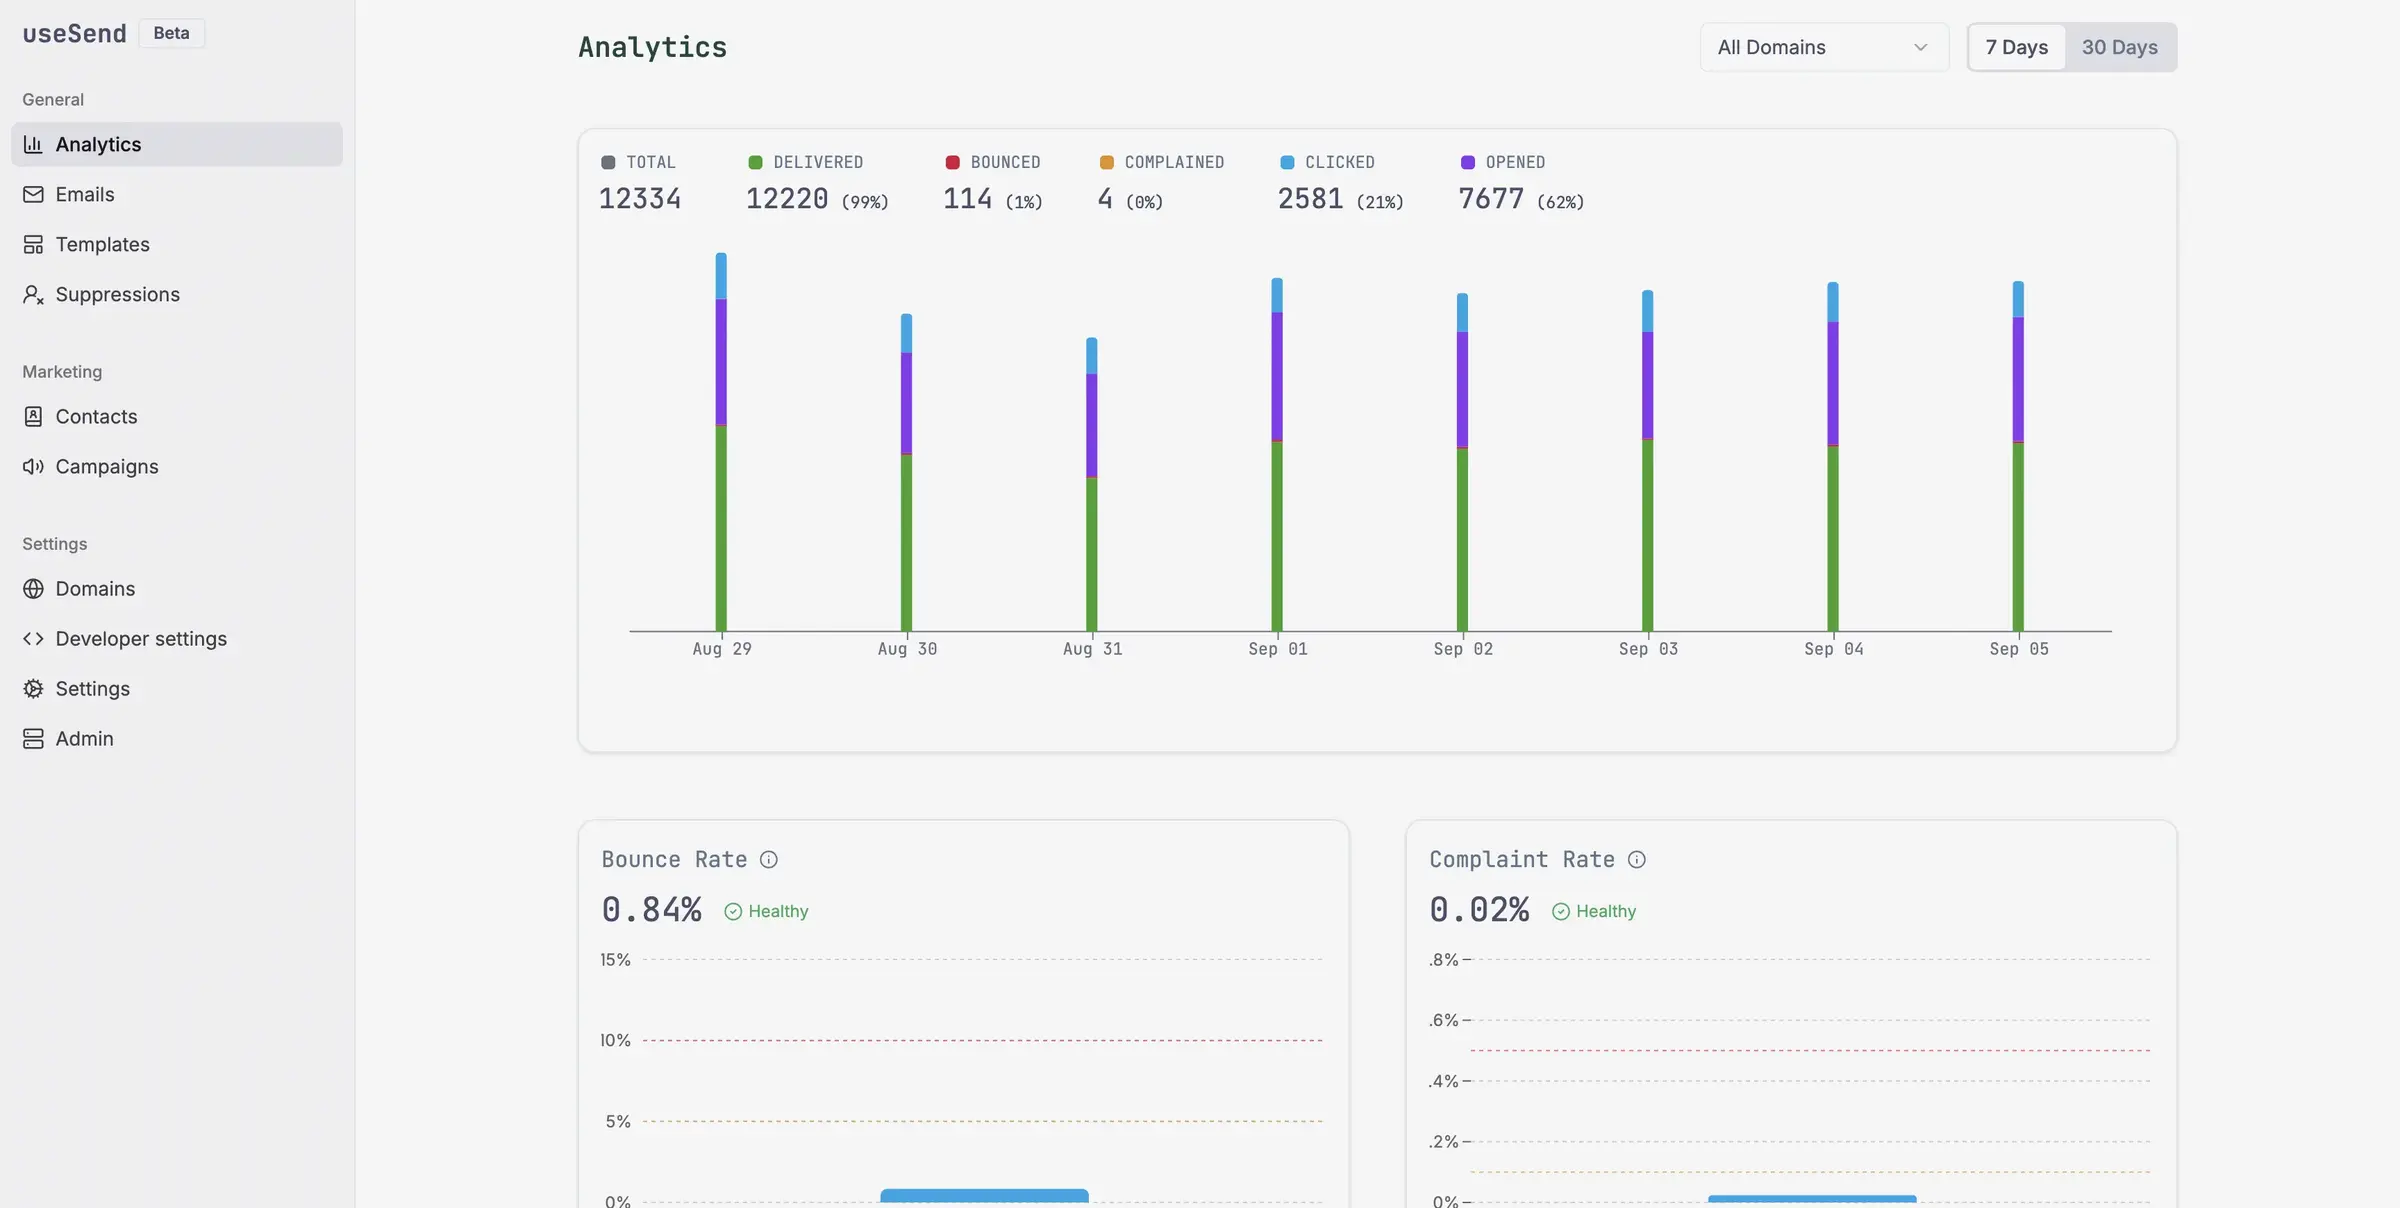 useSend Beta
General
Analytics
Emails
Templates
Suppressions
Marketing
Contacts
Campaigns
Settings
Domains
Developer settings
Settings
Admin
Analytics
All Domains
7 Days 30 Days
TOTAL DELIVERED BOUNCED COMPLAINED CLICKED OPENED
12334 12220 (99%) 114 (1%) 4 (0%) 2581 (21%) 7677 (62%)
Aug 29 Aug 30 Aug 31 Sep 01 Sep 02 Sep 03 Sep 04 Sep 05
Bounce Rate
0.84% Healthy
15%
10%
5%
0%
Complaint Rate
0.02% Healthy
.8%
.6%
.4%
.2%
0%